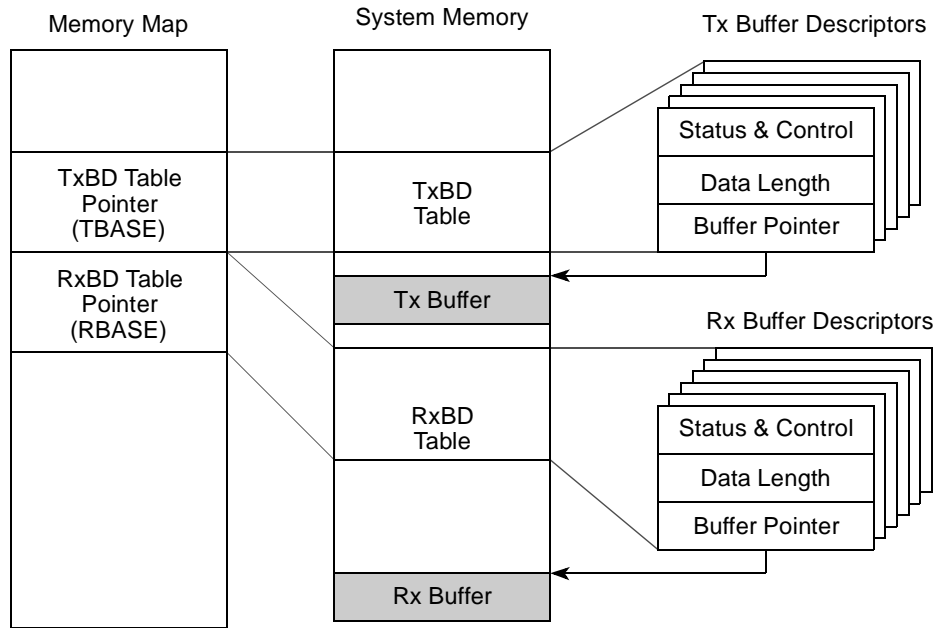 Memory Map
TxBD Table
Pointer
(TBASE)
RxBD Table
Pointer
(RBASE)
System Memory
TxBD
Table
Tx Buffer
RxBD
Table
Rx Buffer
Tx Buffer Descriptors
Status & Control
Data Length
Buffer Pointer
Rx Buffer Descriptors
Status & Control
Data Length
Buffer Pointer